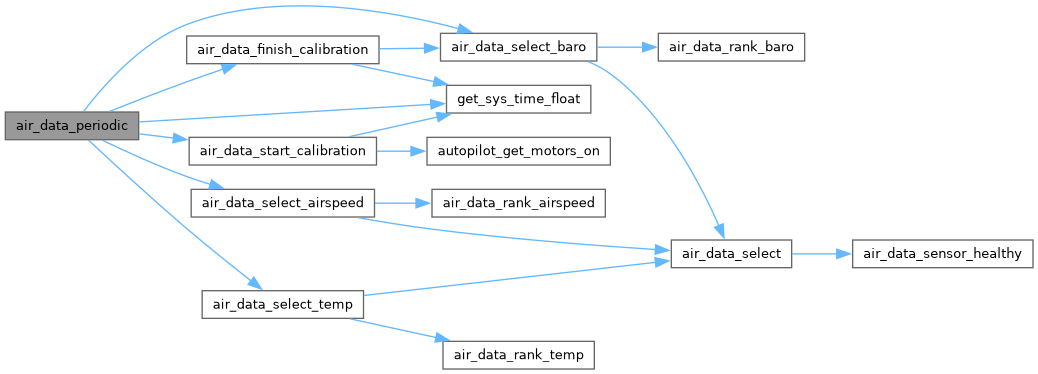 air_data_periodic
air_data_finish_calibration
air_data_select_baro
air_data_rank_baro
get_sys_time_float
air_data_start_calibration
autopilot_get_motors_on
air_data_select_airspeed
air_data_rank_airspeed
air_data_select
air_data_sensor_healthy
air_data_select_temp
air_data_rank_temp